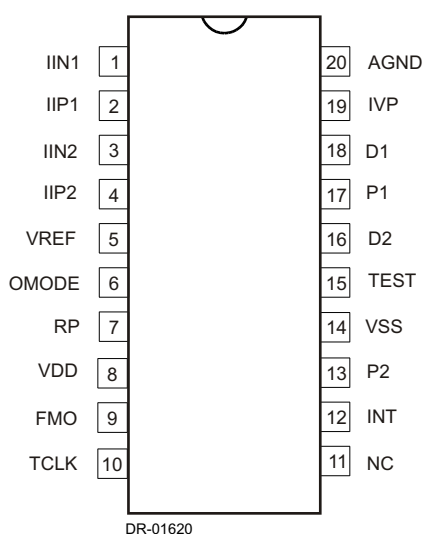 IIN1 1 20 AGND
IIP1 2 19 IVP
IIN2 3 18 D1
IIP2 4 17 P1
VREF 5 16 D2
OMODE 6 15 TEST
RP 7 14 VSS
VDD 8 13 P2
FMO 9 12 INT
TCLK 10 11 NC
DR-01620